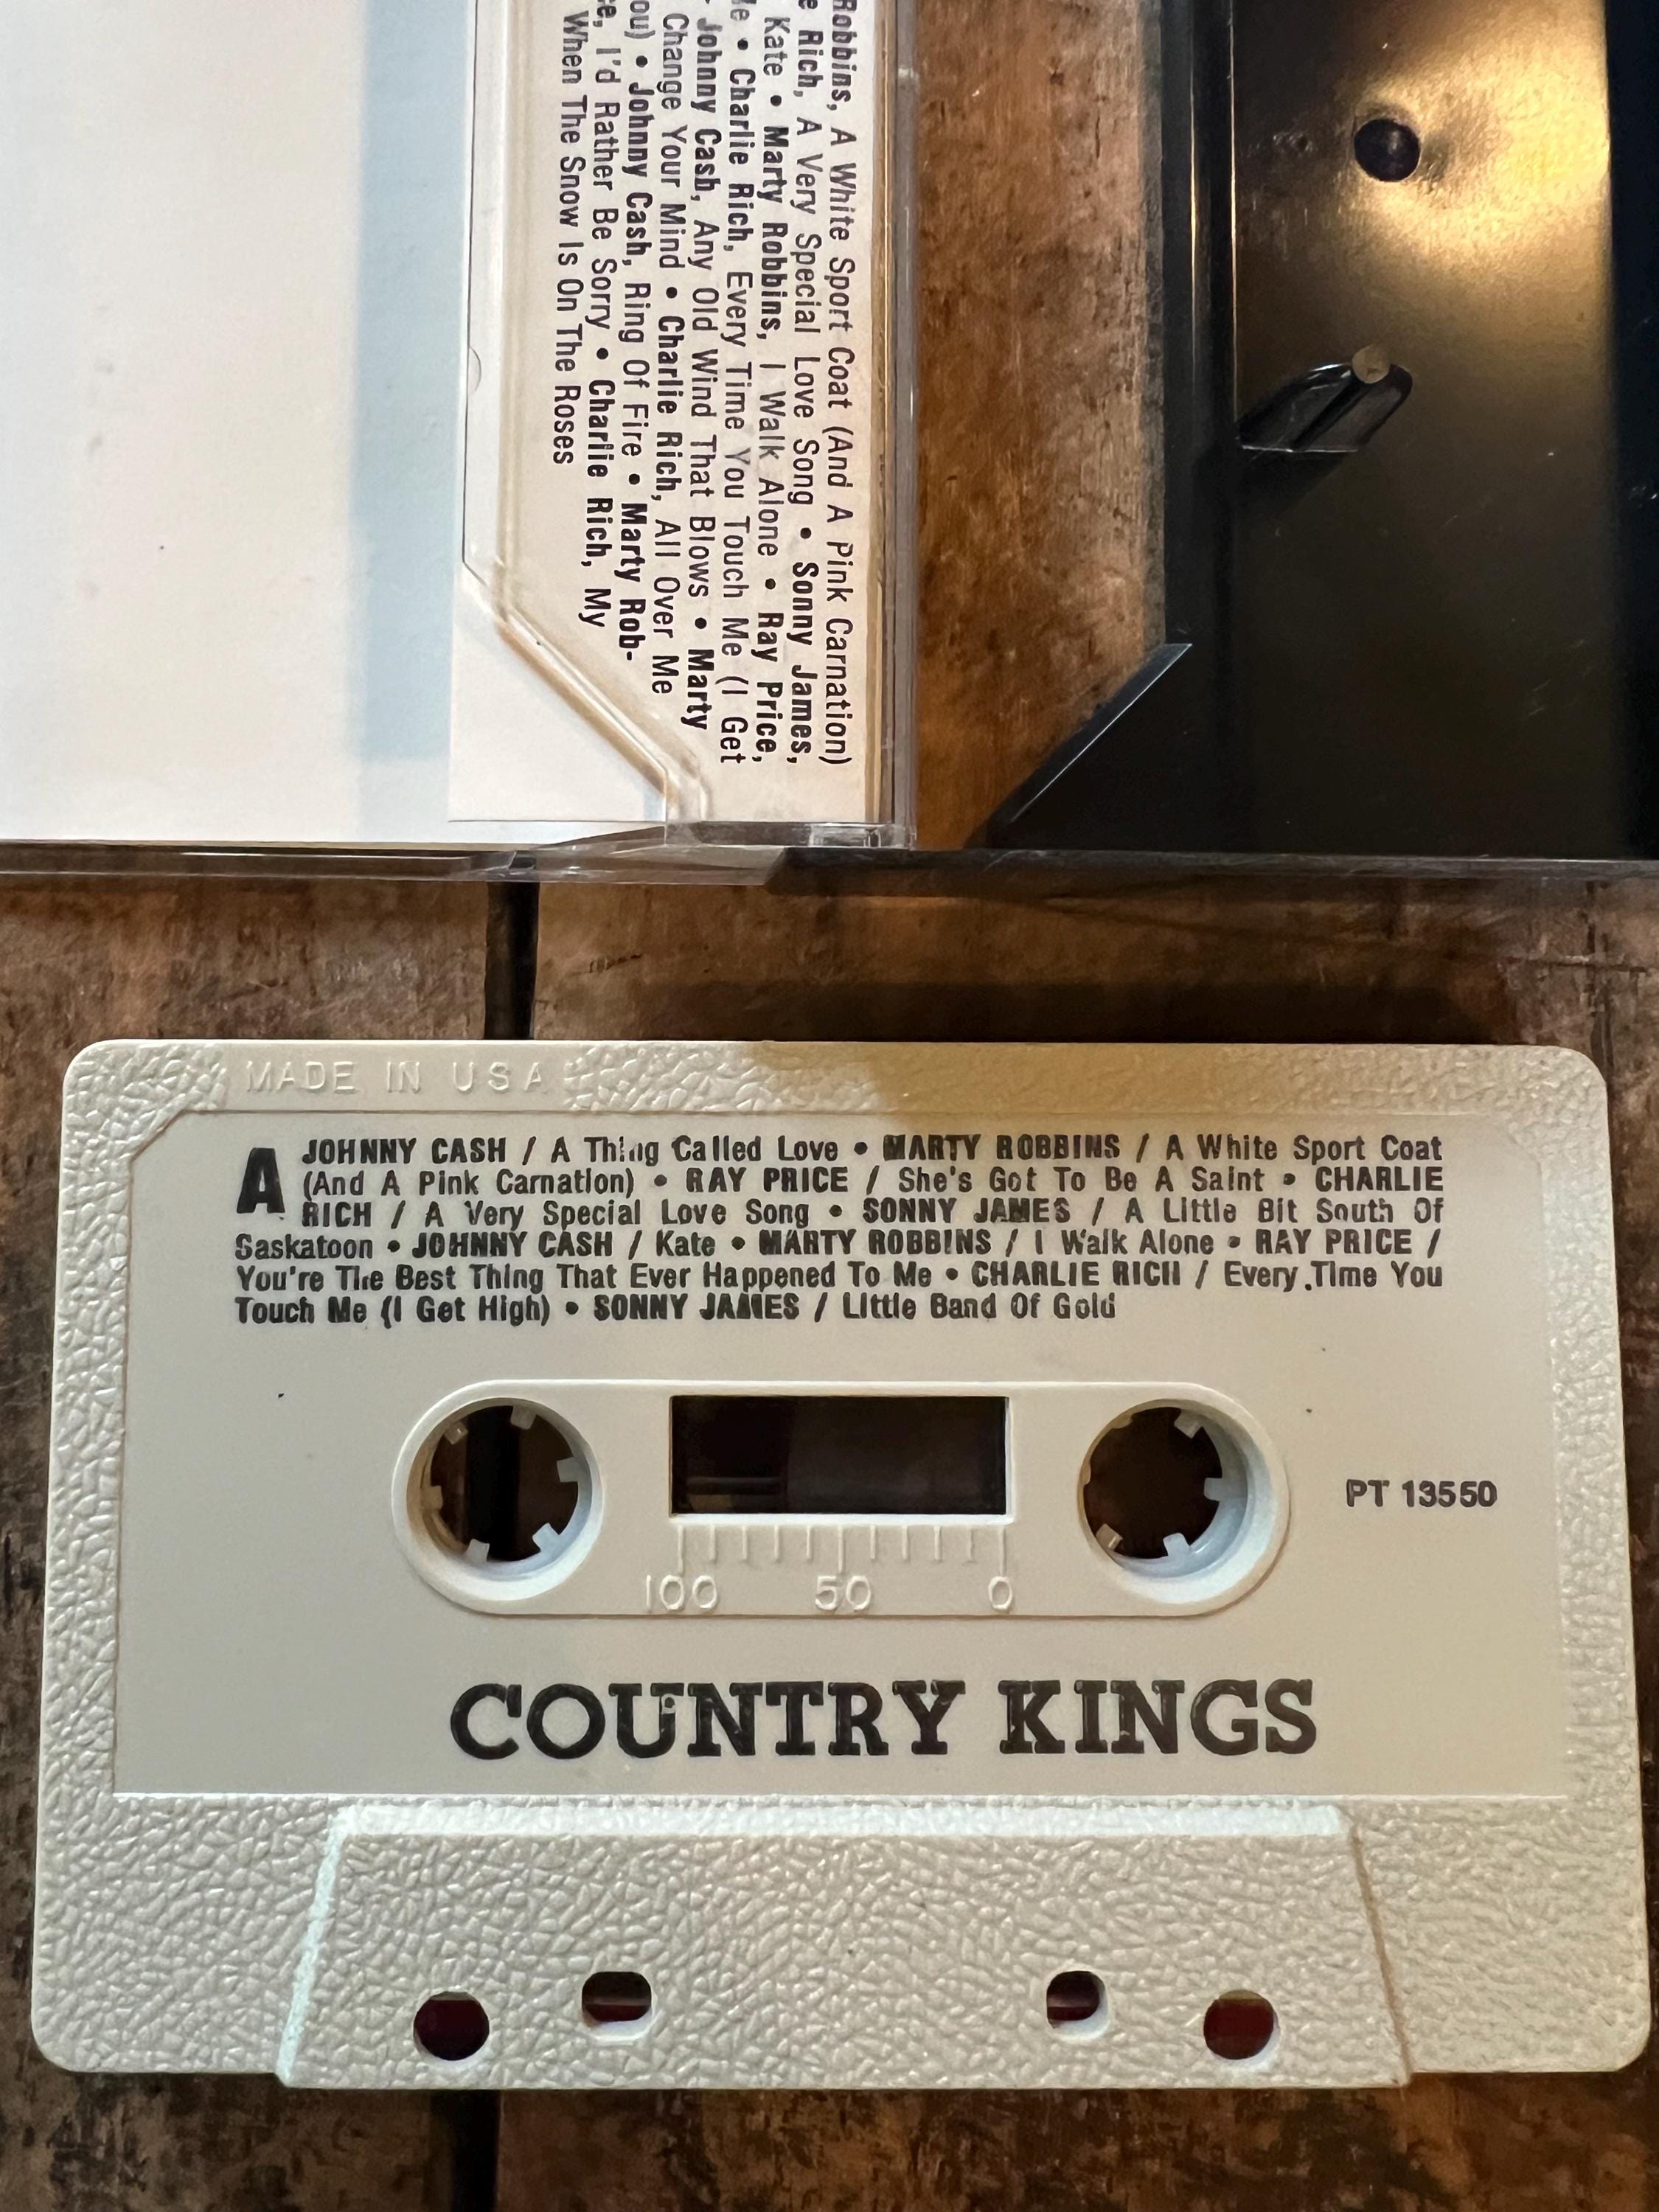 Robbins, A White Sport Coat (And A Pink Carnation)
Rich, A Very Special Love Song • Sonny James,
Kate • Marty Robbins, I Walk Alone • Ray Price,
• Charlie Rich, Every Time You Touch Me (I Get
Johnny Cash, Any Old Wind That Blows • Marty
Change Your Mind • Charlie Rich, All Over Me
ou) • Johnny Cash, Ring Of Fire • Marty Rob-
e, I'd Rather Be Sorry • Charlie Rich, My
When The Snow Is On The Roses
MADE IN USA
A JOHNNY CASH / A Thing Called Love • MARTY ROBBINS / A White Sport Coat
(And A Pink Carnation) • RAY PRICE / She's Got To Be A Saint • CHARLIE
RICH / A Very Special Love Song • SONNY JAMES / A Little Bit South Of
Saskatoon • JOHNNY CASH / Kate • MARTY ROBBINS / I Walk Alone • RAY PRICE /
You're The Best Thing That Ever Happened To Me • CHARLIE RICH / Every Time You
Touch Me (I Get High) • SONNY JAMES / Little Band Of Gold
PT 13550
100 50 0
COUNTRY KINGS